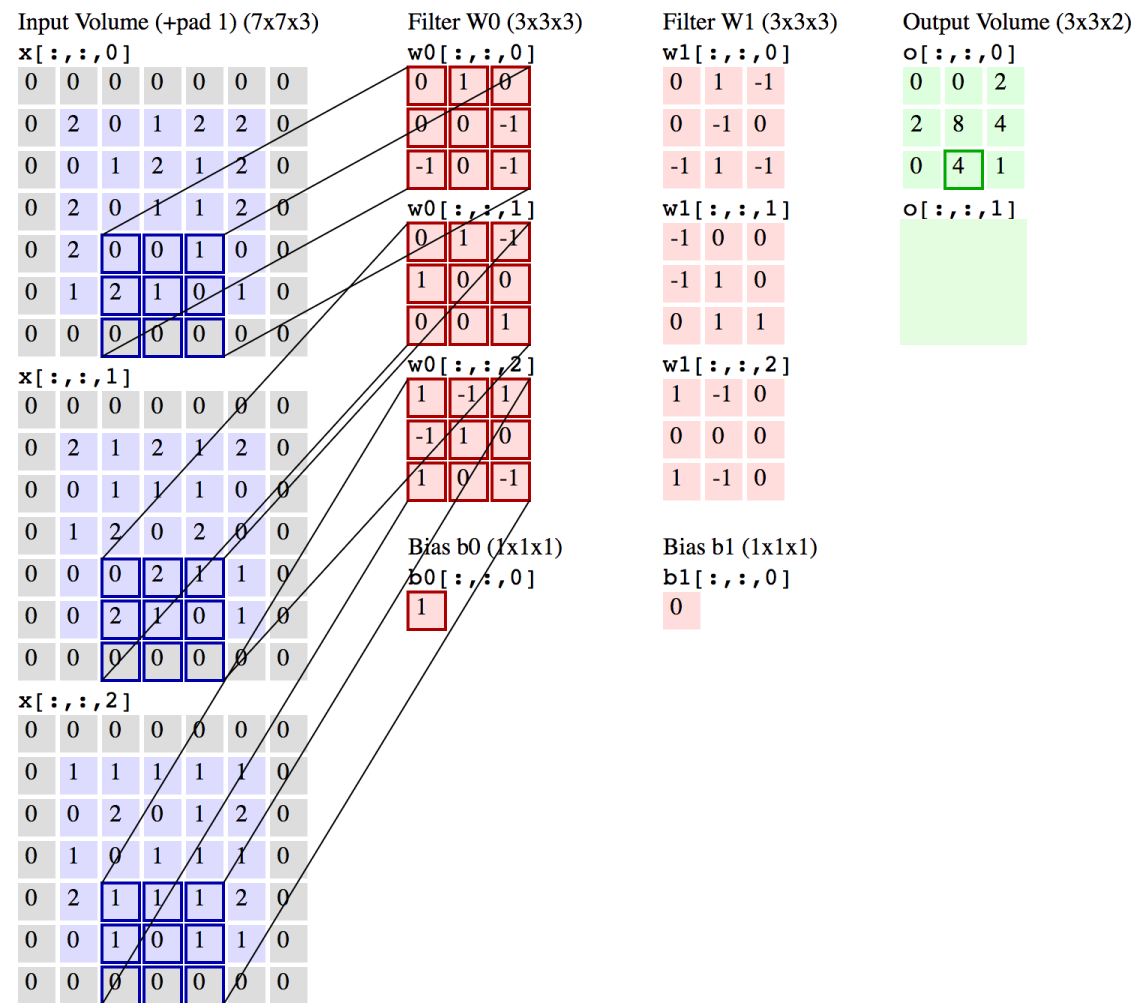 Input Volume (+pad 1) (7x7x3)
x[:,:,0]
0 0 0 0 0 0 0
0 2 0 1 2 2 0
0 0 1 2 1 2 0
0 2 0 1 1 2 0
0 2 0 0 1 0 0
0 1 2 1 0 1 0
0 0 0 0 0 0 0
x[:,:,1]
0 0 0 0 0 0 0
0 2 1 2 1 2 0
0 0 1 1 1 0 0
0 1 2 0 2 0 0
0 0 0 2 1 1 0
0 0 2 1 0 1 0
0 0 0 0 0 0 0
x[:,:,2]
0 0 0 0 0 0 0
0 1 1 1 1 1 0
0 0 2 0 1 2 0
0 1 0 1 1 1 0
0 2 1 1 1 2 0
0 0 1 0 1 1 0
0 0 0 0 0 0 0
Filter W0 (3x3x3)
w0[:,:,0]
0 1 0
0 0 -1
-1 0 -1
w0[:,:,1]
0 1 -1
1 0 0
0 0 1
w0[:,:,2]
1 -1 1
-1 1 0
1 0 -1
Bias b0 (1x1x1)
b0[:,:,0]
1
Filter W1 (3x3x3)
w1[:,:,0]
0 1 -1
0 -1 0
-1 1 -1
w1[:,:,1]
-1 0 0
-1 1 0
0 1 1
w1[:,:,2]
1 -1 0
0 0 0
1 -1 0
Bias b1 (1x1x1)
b1[:,:,0]
0
Output Volume (3x3x2)
o[:,:,0]
0 0 2
2 8 4
0 4 1
o[:,:,1]